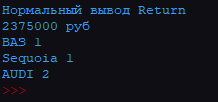 Нормальный вывод Return
2375000 руб
ВАЗ 1
Sequoia 1
AUDI 2
>>>